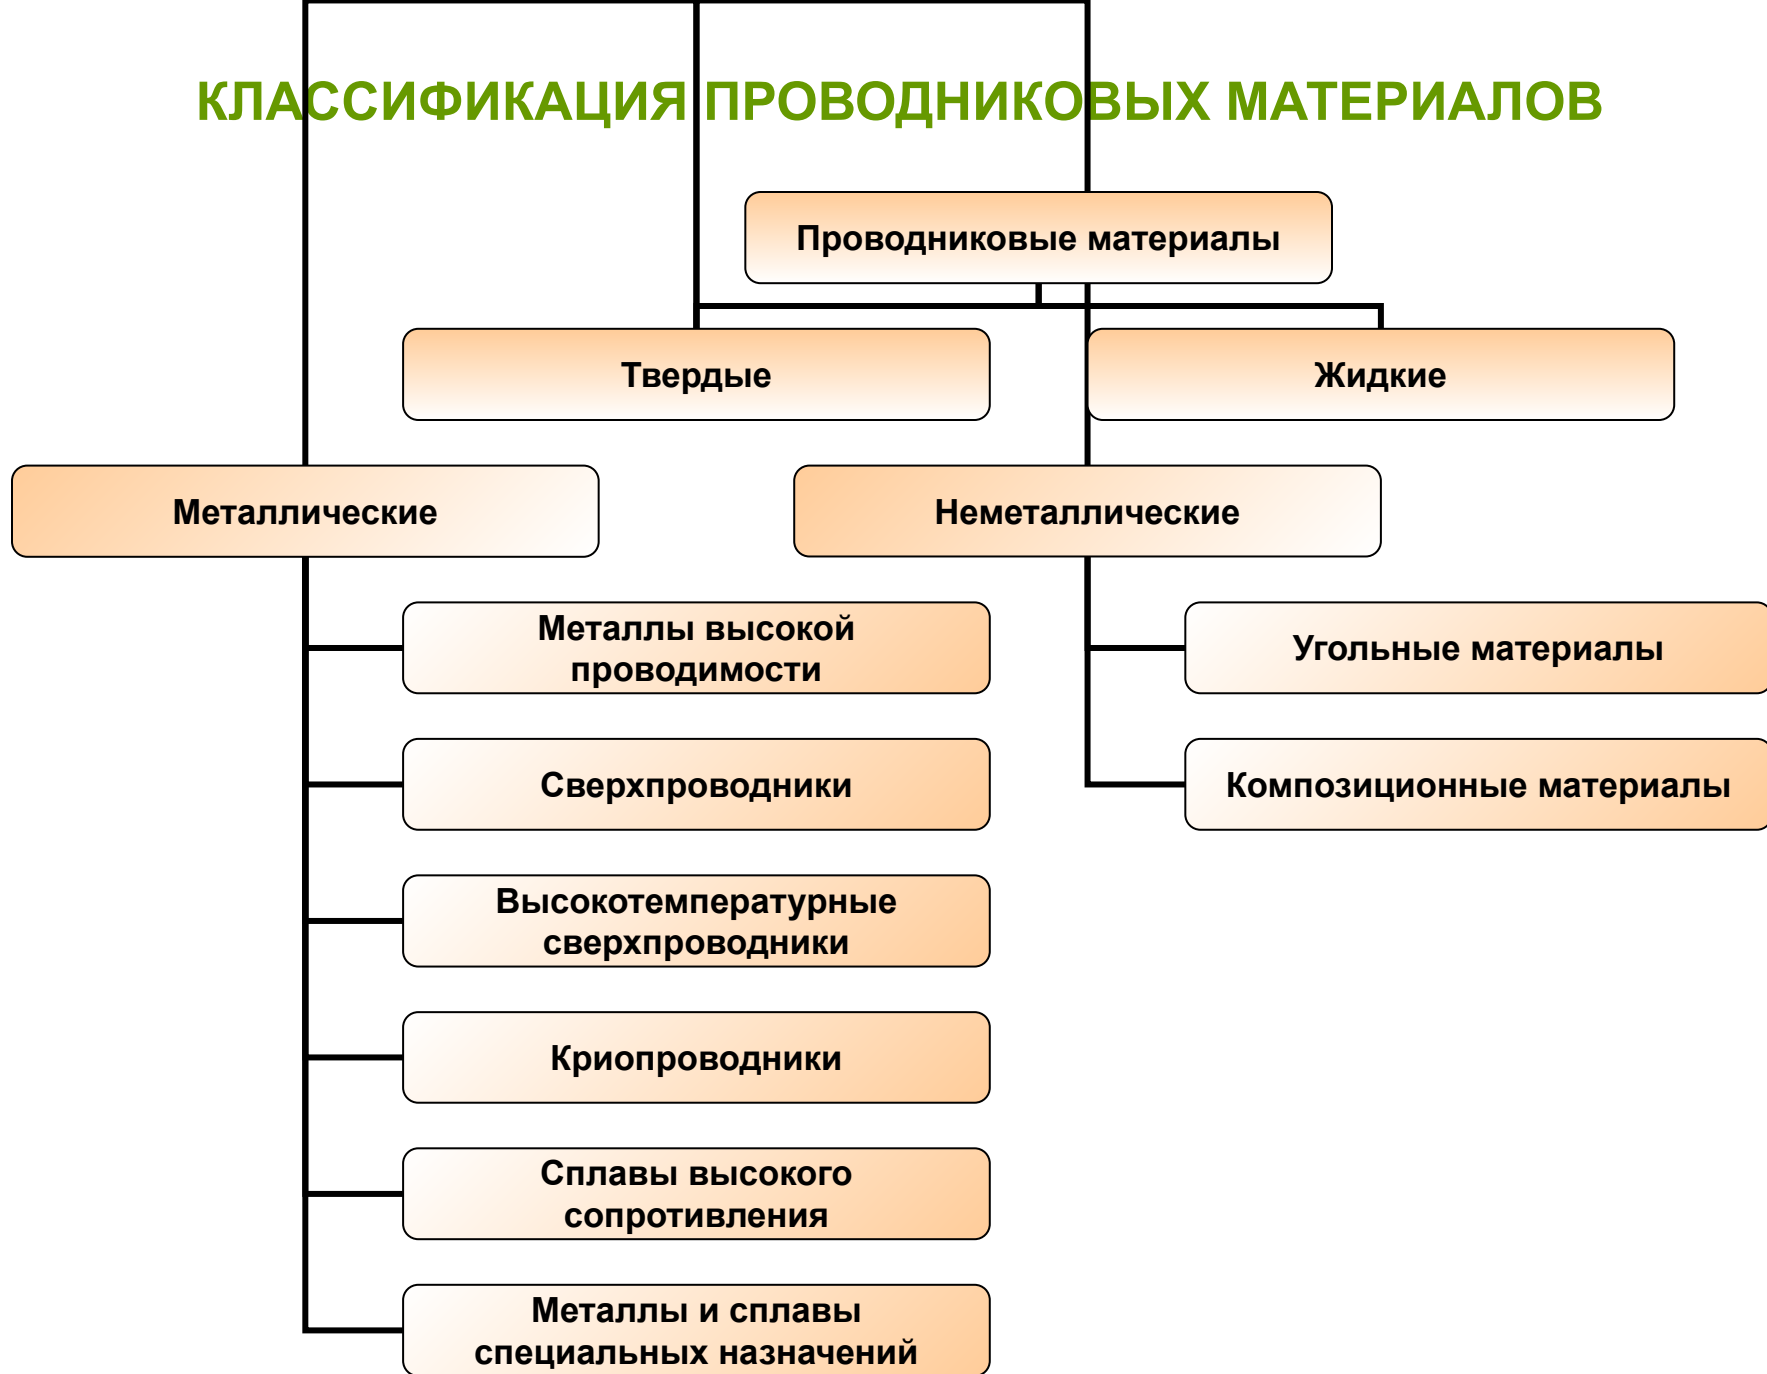 КЛАССИФИКАЦИЯ ПРОВОДНИКОВЫХ МАТЕРИАЛОВ
Проводниковые материалы
Твердые
Жидкие
Металлические
Неметаллические
Металлы высокой
проводимости
Угольные материалы
Сверхпроводники
Композиционные материалы
Высокотемпературные
сверхпроводники
Криопроводники
Сплавы высокого
сопротивления
Металлы и сплавы
специальных назначений